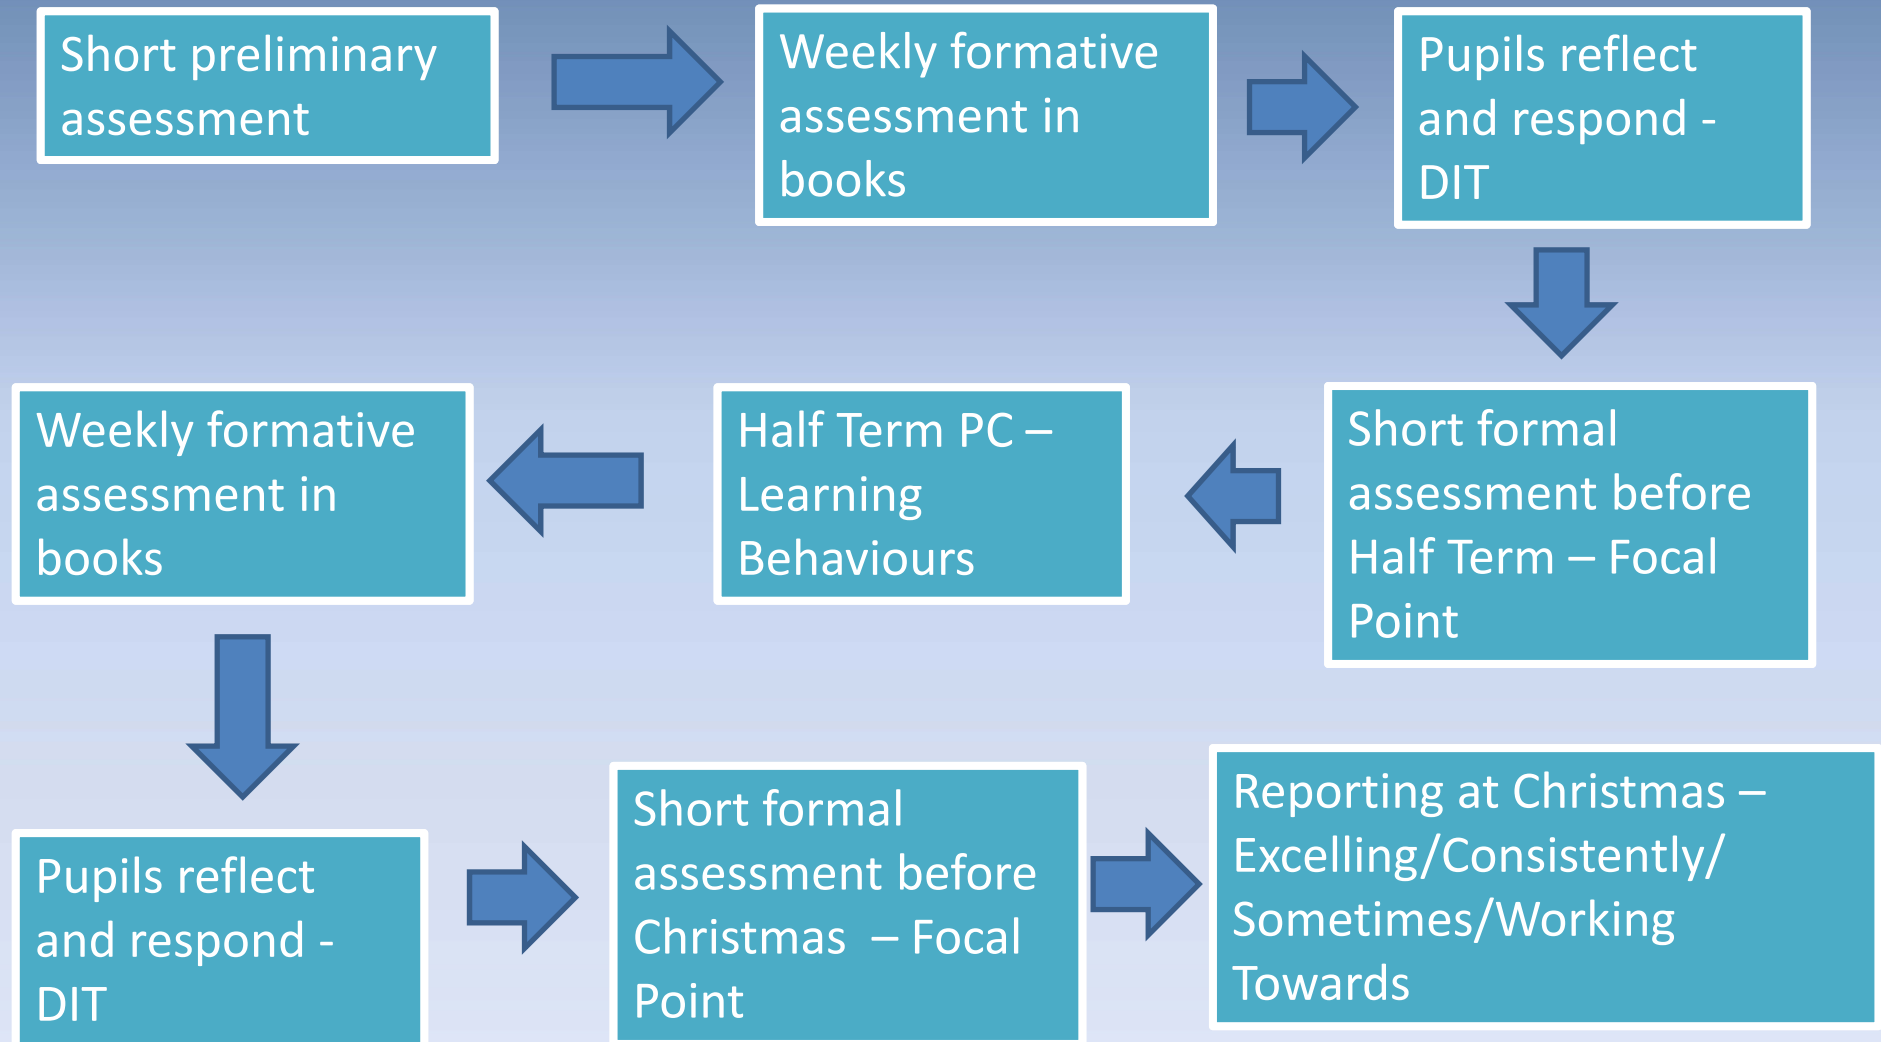 Short preliminary
assessment
Weekly formative
assessment in
books
Pupils reflect
and respond -
DIT
Short formal
assessment before
Half Term – Focal
Point
Half Term PC –
Learning
Behaviours
Weekly formative
assessment in
books
Pupils reflect
and respond -
DIT
Short formal
assessment before
Christmas – Focal
Point
Reporting at Christmas –
Excelling/Consistently/
Sometimes/Working
Towards